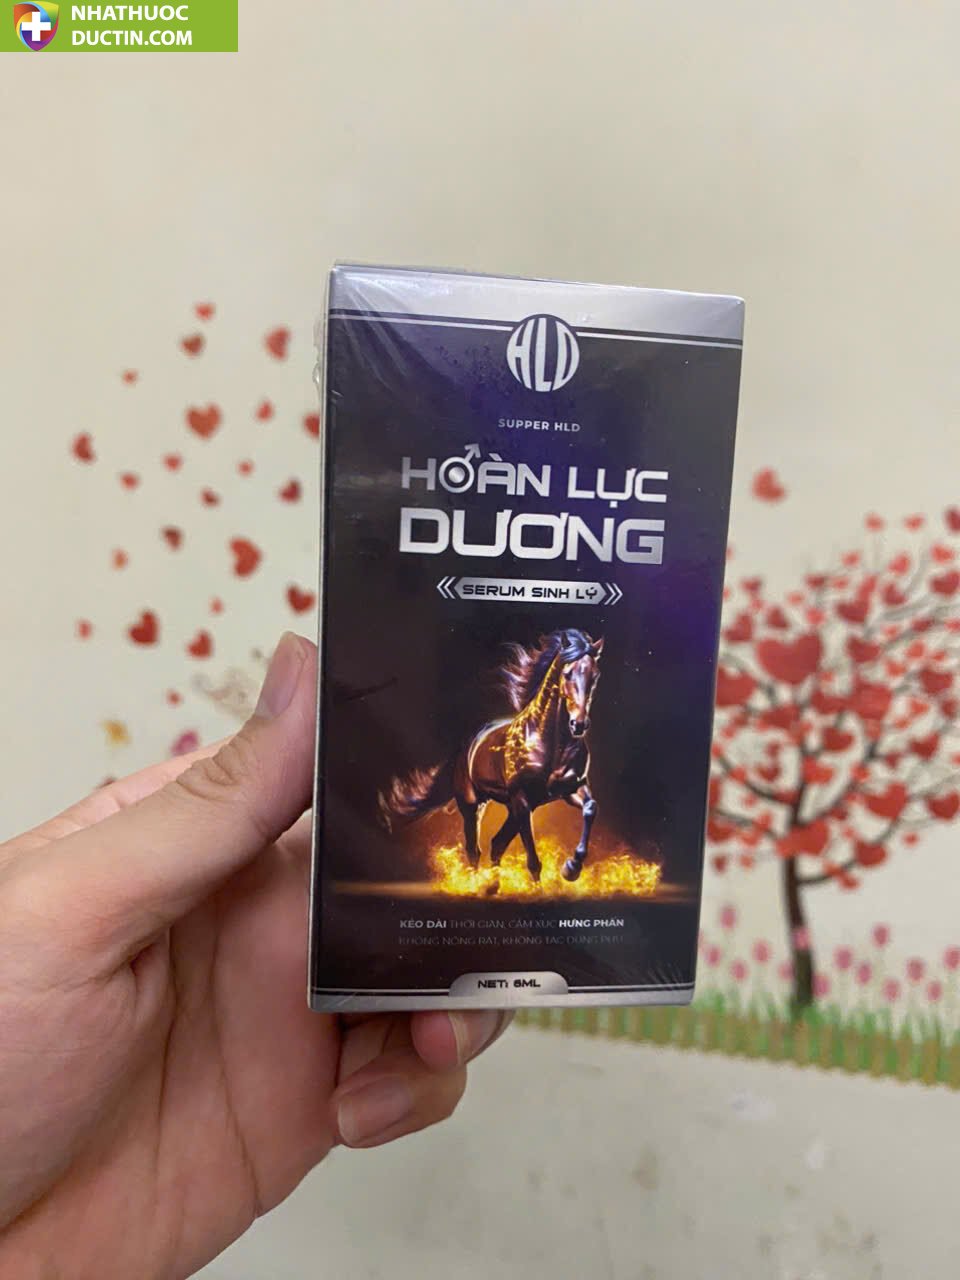 NHATHUOC
DUCTIN.COM
HLD
SUPPER HLD
HOÀN LỰC
DƯƠNG
SERUM SINH LÝ
KÉO DÀI THỜI GIAN, CẢM XÚC HƯNG PHẤN
KHÔNG NÓNG RÁT, KHÔNG TÁC DỤNG PHỤ
NET: 6ML